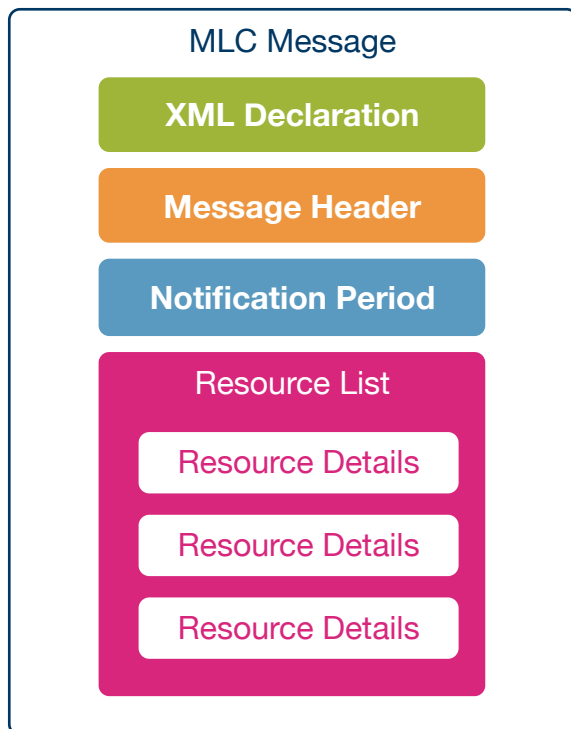 MLC Message
XML Declaration
Message Header
Notification Period
Resource List
Resource Details
Resource Details
Resource Details